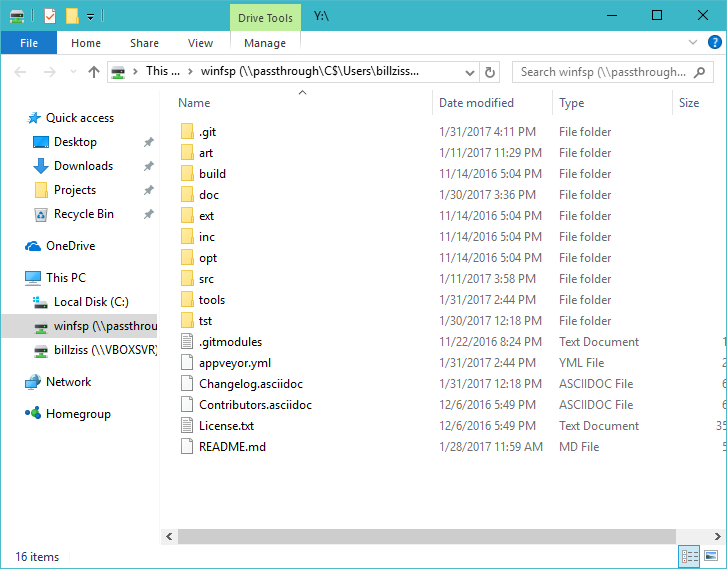 Drive Tools Y:\
File Home Share View Manage
This ... winfsp (\\passthrough\C$\Users\billziss... Search winfsp (\\passthrough...
Name Date modified Type Size
Quick access
Desktop
Downloads
Projects
Recycle Bin
OneDrive
This PC
Local Disk (C:)
winfsp (\\passthrou
billziss (\\VBOXSVR)
Network
Homegroup
.git 1/31/2017 4:11 PM File folder
art 1/11/2017 11:29 PM File folder
build 11/14/2016 5:04 PM File folder
doc 1/30/2017 3:36 PM File folder
ext 11/14/2016 5:04 PM File folder
inc 11/14/2016 5:04 PM File folder
opt 11/14/2016 5:04 PM File folder
src 1/11/2017 3:58 PM File folder
tools 1/31/2017 2:44 PM File folder
tst 1/30/2017 12:18 PM File folder
.gitmodules 11/22/2016 8:24 PM Text Document 1
appveyor.yml 1/31/2017 2:44 PM YML File 2
Changelog.asciidoc 1/31/2017 12:18 PM ASCIIDOC File 6
Contributors.asciidoc 12/6/2016 5:49 PM ASCIIDOC File 6
License.txt 12/6/2016 5:49 PM Text Document 35
README.md 1/28/2017 11:59 AM MD File 5
16 items